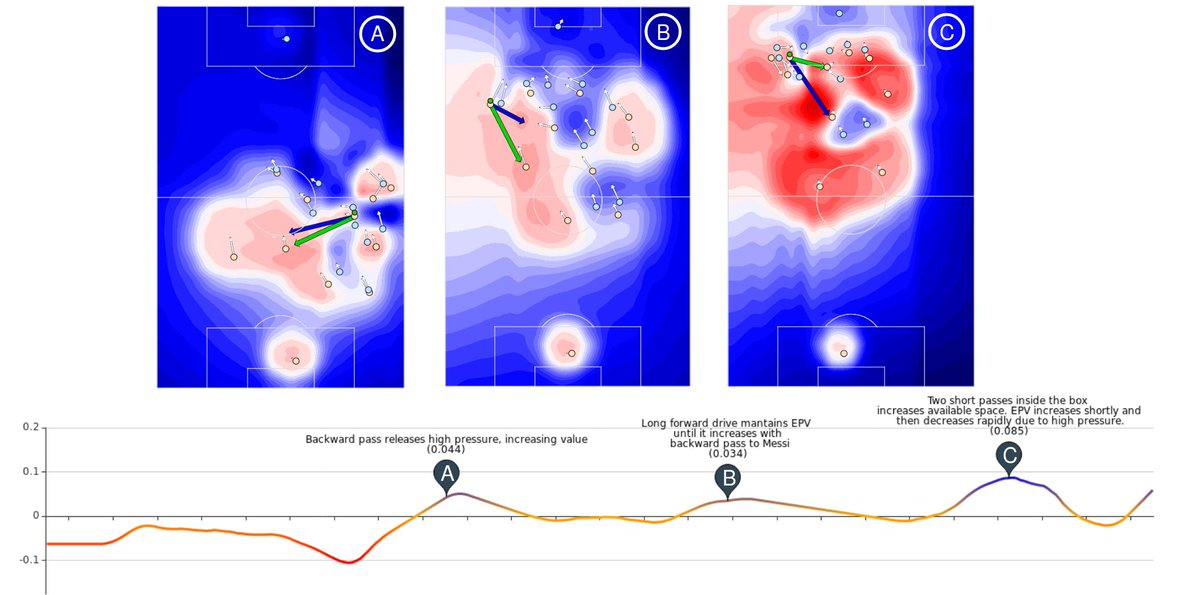 A
B
C
Two short passes inside the box
increases available space. EPV increases shortly and
then decreases rapidly due to high pressure.
(0.085)
Long forward drive mantains EPV
until it increases with
backward pass to Messi
(0.034)
Backward pass releases high pressure, increasing value
(0.044)
A
B
C
0.2
0.1
0
-0.1